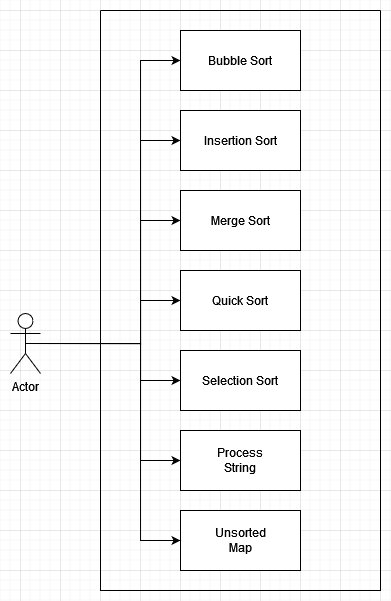 Bubble Sort
Insertion Sort
Merge Sort
Quick Sort
Actor
Selection Sort
Process
String
Unsorted
Map